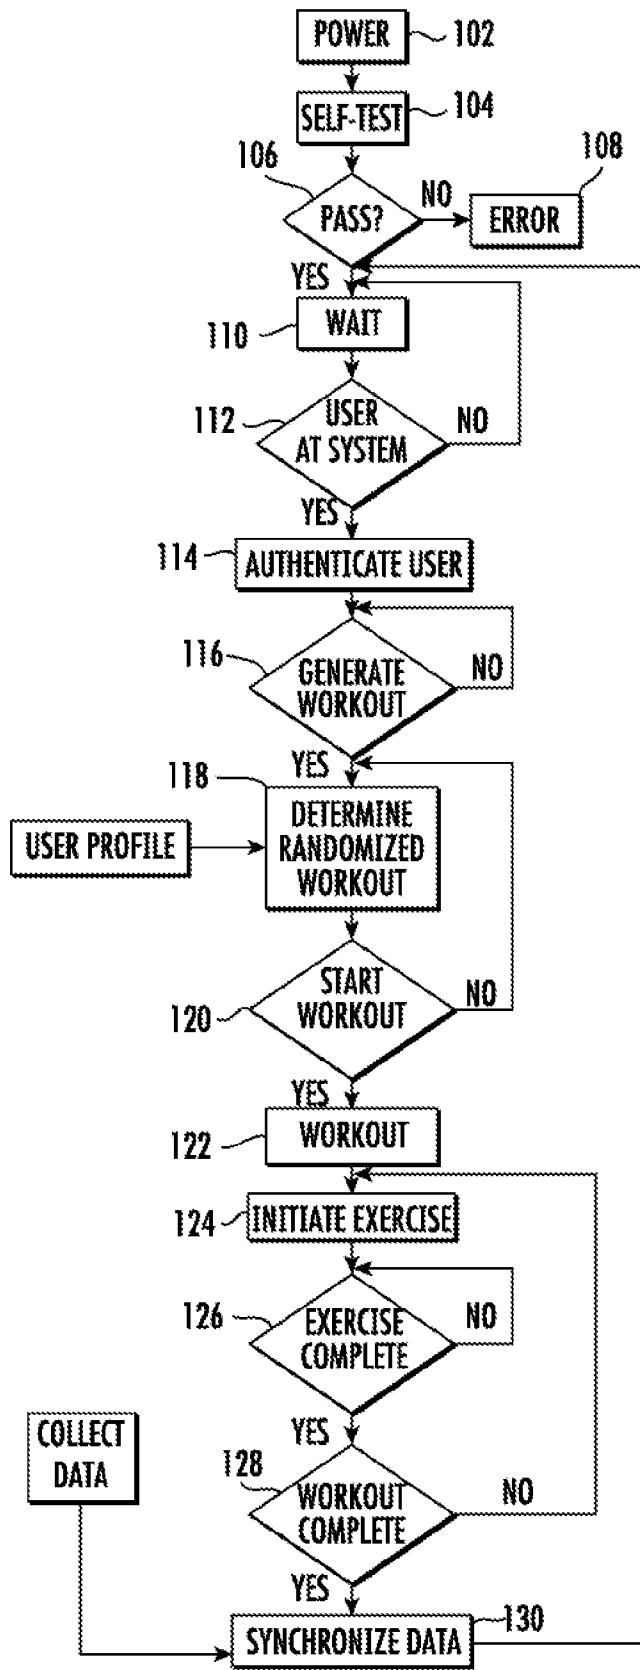 POWER
102
SELF-TEST
104
106
PASS?
NO
108
ERROR
YES
WAIT
110
112
USER
AT SYSTEM
NO
YES
114
AUTHENTICATE USER
116
GENERATE
WORKOUT
NO
YES
118
DETERMINE
RANDOMIZED
WORKOUT
USER PROFILE
START
WORKOUT
NO
120
YES
WORKOUT
122
INITIATE EXERCISE
124
126
EXERCISE
COMPLETE
NO
YES
COLLECT
DATA
128
WORKOUT
COMPLETE
NO
YES
SYNCHRONIZE DATA
130